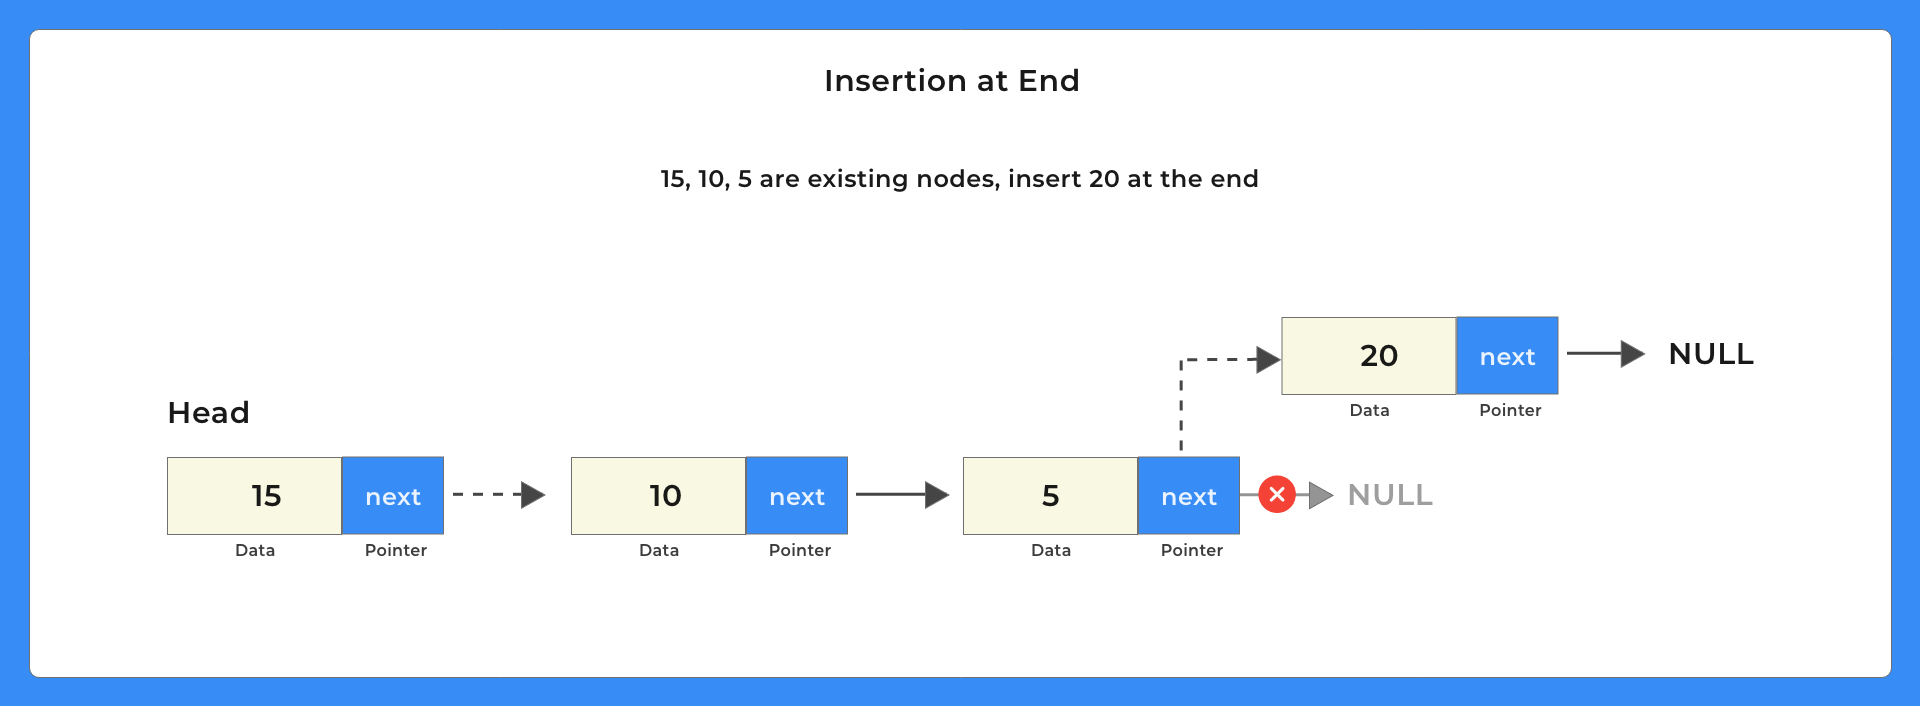 Insertion at End
15, 10, 5 are existing nodes, insert 20 at the end
20 next NULL
Data Pointer
Head
15 next 10 next 5 next NULL
Data Pointer Data Pointer Data Pointer